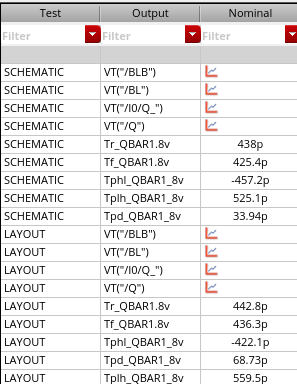 Test Output Nominal
Filter Filter Filter
SCHEMATIC VT("/BLB")
SCHEMATIC VT("/BL")
SCHEMATIC VT("/I0/Q_")
SCHEMATIC VT("/Q")
SCHEMATIC Tr_QBAR1.8v 438p
SCHEMATIC Tf_QBAR1.8v 425.4p
SCHEMATIC Tphl_QBAR1_8v -457.2p
SCHEMATIC Tplh_QBAR1_8v 525.1p
SCHEMATIC Tpd_QBAR1_8v 33.94p
LAYOUT VT("/BLB")
LAYOUT VT("/BL")
LAYOUT VT("/I0/Q_")
LAYOUT VT("/Q")
LAYOUT Tr_QBAR1.8v 442.8p
LAYOUT Tf_QBAR1.8v 436.3p
LAYOUT Tphl_QBAR1_8v -422.1p
LAYOUT Tpd_QBAR1_8v 68.73p
LAYOUT Tplh_QBAR1_8v 559.5p